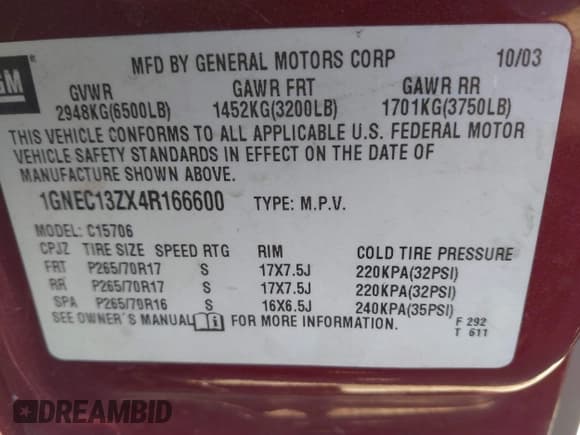 GM
MFD BY GENERAL MOTORS CORP 10/03
GVWR GAWR FRT GAWR RR
2948KG(6500LB) 1452KG(3200LB) 1701KG(3750LB)
THIS VEHICLE CONFORMS TO ALL APPLICABLE U.S. FEDERAL MOTOR
VEHICLE SAFETY STANDARDS IN EFFECT ON THE DATE OF
MANUFACTURE SHOWN ABOVE.
1GNEC13ZX4R166600 TYPE: M.P.V.
MODEL: C15706
CPJZ TIRE SIZE SPEED RTG RIM COLD TIRE PRESSURE
FRT P265/70R17 S 17X7.5J 220KPA(32PSI)
RR P265/70R17 S 17X7.5J 220KPA(32PSI)
SPA P265/70R16 S 16X6.5J 240KPA(35PSI)
SEE OWNER'S MANUAL FOR MORE INFORMATION.
F 292
T 611
DREAMBID